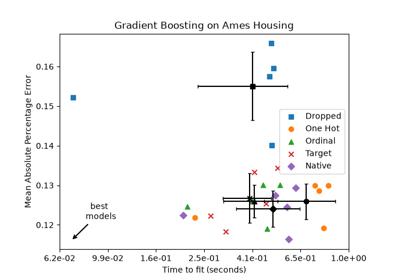 Gradient Boosting on Ames Housing
Mean Absolute Percentage Error
0.16
0.15
0.14
0.13
0.12
Dropped
One Hot
Ordinal
Target
Native
best
models
6.2e-02 9.9e-02 1.6e-01 2.5e-01 4.1e-01 6.5e-01 1.0e+00
Time to fit (seconds)